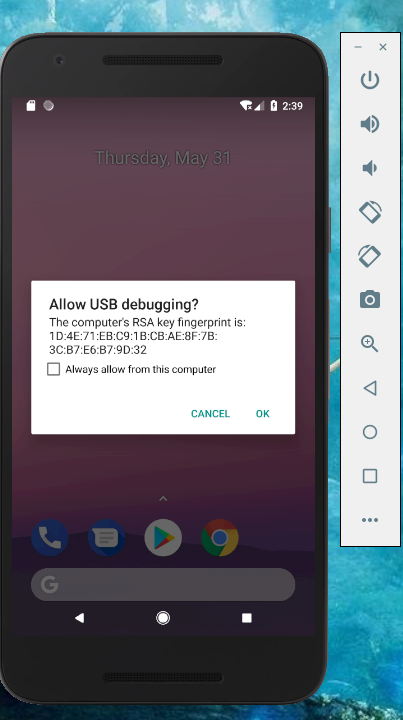 2:39
Thursday, May 31
Allow USB debugging?
The computer's RSA key fingerprint is:
1D:4E:71:EB:C9:1B:CB:AE:8F:7B:
3C:B7:E6:B7:9D:32
Always allow from this computer
CANCEL OK
G